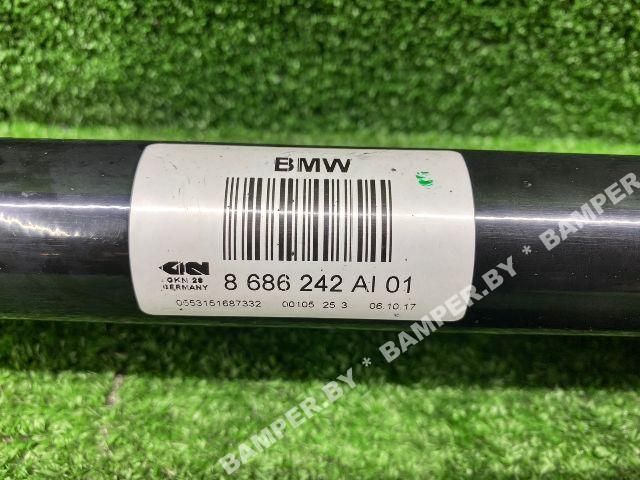 BMW
GKN 28
GERMANY
8 686 242 AI 01
0553151687332 00105 25 3 06.10.17
BAMPER.BY * BAMPER.BY * BAMPER.BY